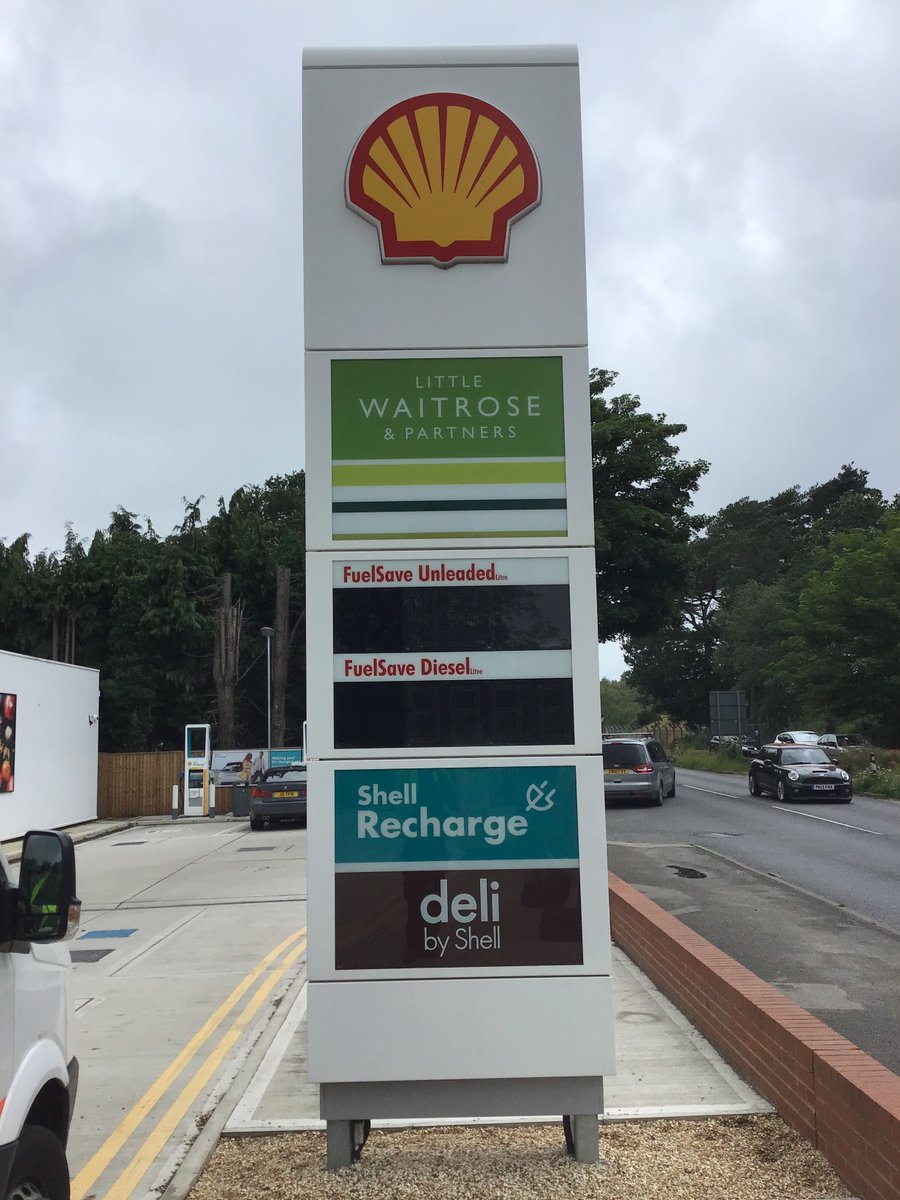 LITTLE
WAITROSE
& PARTNERS
FuelSave Unleaded Litre
FuelSave Diesel Litre
Shell
Recharge
deli
by Shell